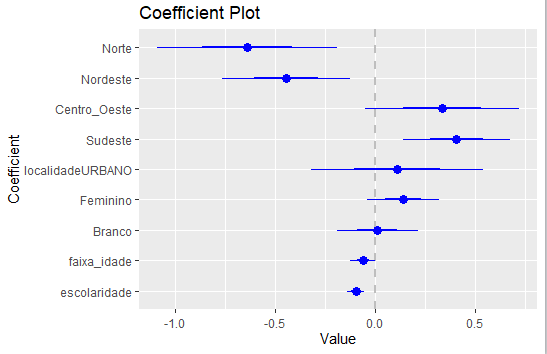 Coefficient Plot
Norte
Nordeste
Centro_Oeste
Sudeste
localidadeURBANO
Feminino
Branco
faixa_idade
escolaridade
Coefficient
-1.0
-0.5
0.0
0.5
Value